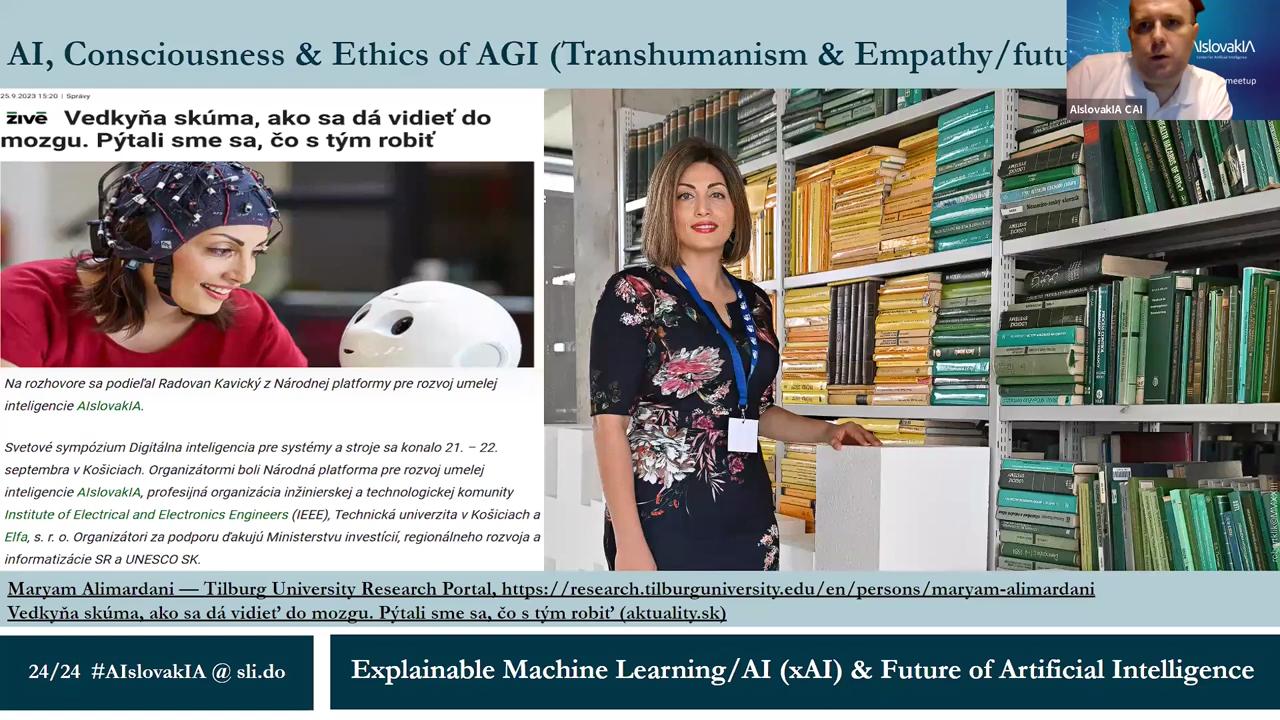 AI, Consciousness & Ethics of AGI (Transhumanism & Empathy/futu
AIslovakIA
meetup
AIslovakIA CAI
25.9.2023 15:20 | Správy
živé Vedkyňa skúma, ako sa dá vidieť do
mozgu. Pýtali sme sa, čo s tým robiť
Na rozhovore sa podieľal Radovan Kavický z Národnej platformy pre rozvoj umelej
inteligencie AIslovakIA.
Svetové sympózium Digitálna inteligencia pre systémy a stroje sa konalo 21. – 22.
septembra v Košiciach. Organizátormi boli Národná platforma pre rozvoj umelej
inteligencie AIslovakIA, profesijná organizácia inžinierskej a technologickej komunity
Institute of Electrical and Electronics Engineers (IEEE) Technická univerzita v Košiciach a
Elfa, s. r. o. Organizátori za podporu ďakujú Ministerstvu investícií, regionálneho rozvoja a
informatizácie SR a UNESCO SK.
Maryam Alimardani — Tilburg University Research Portal, https://research.tilburguniversity.edu/en/persons/maryam-alimardani
Vedkyňa skúma, ako sa dá vidieť do mozgu. Pýtali sme sa, čo s tým robiť (aktuality.sk)
24/24 #AIslovakIA @ sli.do
Explainable Machine Learning/AI (xAI) & Future of Artificial Intelligence